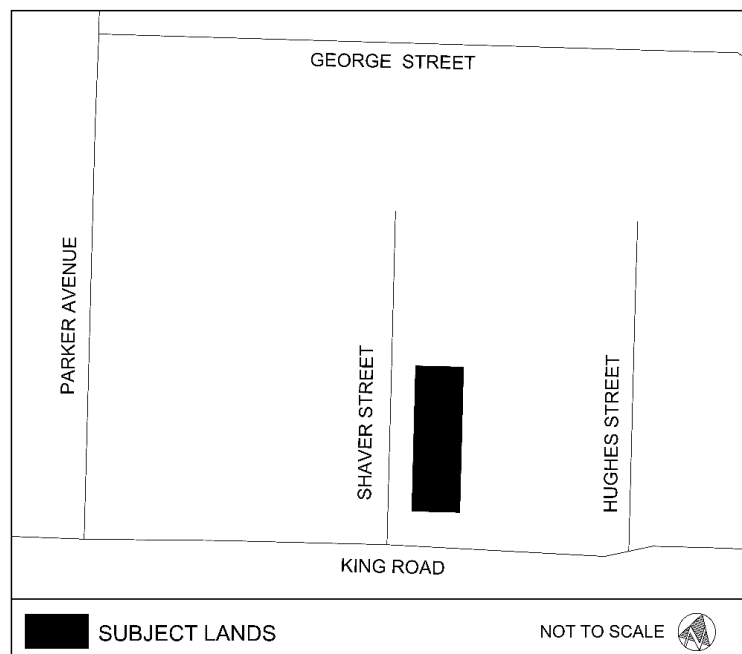 GEORGE STREET
PARKER AVENUE
SHAVER STREET
HUGHES STREET
KING ROAD
SUBJECT LANDS
NOT TO SCALE